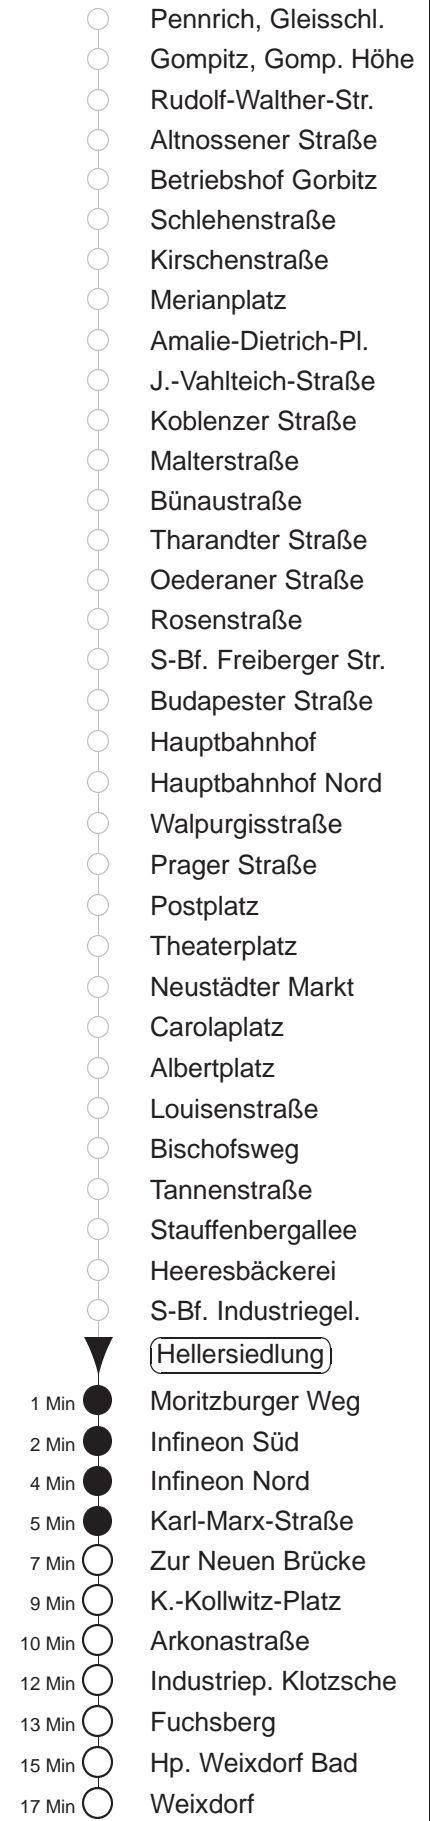 Pennrich, Gleisschl.
Gompitz, Gomp. Höhe
Rudolf-Walther-Str.
Altnossener Straße
Betriebshof Gorbitz
Schlehenstraße
Kirschenstraße
Merianplatz
Amalie-Dietrich-Pl.
J.-Vahlteich-Straße
Koblenzer Straße
Malterstraße
Bünaustraße
Tharandter Straße
Oederaner Straße
Rosenstraße
S-Bf. Freiberger Str.
Budapester Straße
Hauptbahnhof
Hauptbahnhof Nord
Walpurgisstraße
Prager Straße
Postplatz
Theaterplatz
Neustädter Markt
Carolaplatz
Albertplatz
Louisenstraße
Bischofsweg
Tannenstraße
Stauffenbergallee
Heeresbäckerei
S-Bf. Industriegel.
Hellersiedlung
1 Min Moritzburger Weg
2 Min Infineon Süd
4 Min Infineon Nord
5 Min Karl-Marx-Straße
7 Min Zur Neuen Brücke
9 Min K.-Kollwitz-Platz
10 Min Arkonastraße
12 Min Industriep. Klotzsche
13 Min Fuchsberg
15 Min Hp. Weixdorf Bad
17 Min Weixdorf